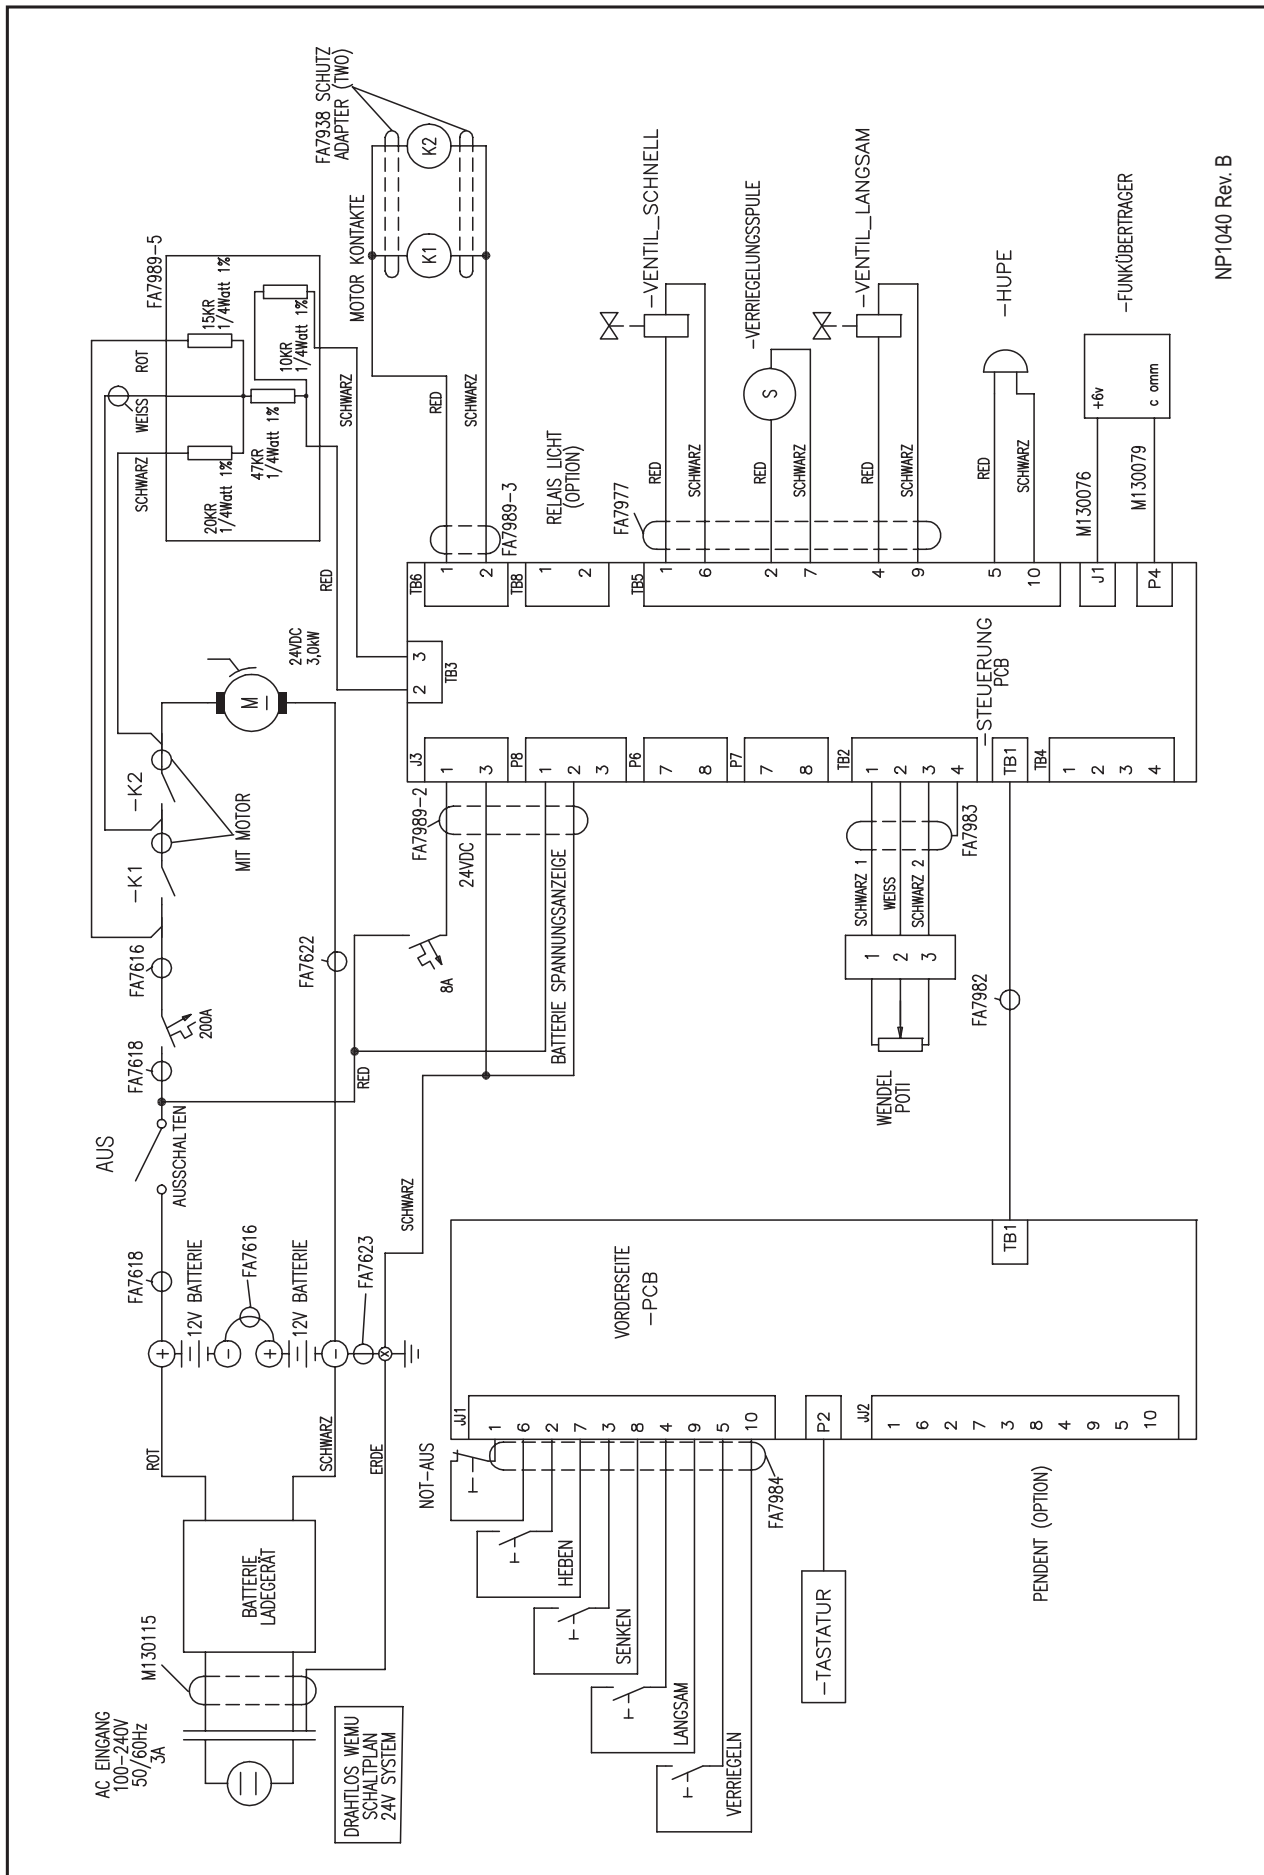 AC EINGANG
100-240V
50/60Hz
3A
M130115
BATTERIE
LADEGERÄT
ROT
SCHWARZ
ERDE
DRAHTLOS WEMU
SCHALTPLAN
24V SYSTEM
FA7618
12V BATTERIE
FA7616
12V BATTERIE
FA7623
+
-
+
-
AUS
AUSSCHALTEN
FA7618
200A
FA7616
-K1
-K2
MIT MOTOR
FA7622
M
24VDC
3,0kW
RED
SCHWARZ
8A
FA7989-2
24VDC
BATTERIE SPANNUNGSANZEIGE
SCHWARZ
WEISS
ROT
FA7989-5
20KR
1/4Watt 1%
47KR
1/4Watt 1%
15KR
1/4Watt 1%
10KR
1/4Watt 1%
RED
SCHWARZ
FA7938 SCHUTZ
ADAPTER (TWO)
MOTOR KONTAKTE
K1
K2
RED
SCHWARZ
FA7989-3
RELAIS LICHT
(OPTION)
FA7977
RED
SCHWARZ
-VENTIL_SCHNELL
RED
SCHWARZ
S
-VERRIEGELUNGSSPULE
RED
SCHWARZ
-VENTIL_LANGSAM
RED
SCHWARZ
-HUPE
M130076
M130079
+6v
c omm
-FUNKÜBERTRAGER
J3
1
3
P8
1
2
3
P6
7
8
P7
7
8
TB2
1
2
3
4
TB1
TB4
1
2
3
4
TB3
2
3
-STEUERUNG
PCB
TB6
1
2
TB8
1
2
TB5
1
6
2
7
4
9
5
10
J1
P4
WENDEL
POTI
1
2
3
SCHWARZ 1
WEISS
SCHWARZ 2
FA7983
FA7982
VORDERSEITE
-PCB
TB1
JJ1
1
6
2
7
3
8
4
9
5
10
P2
JJ2
1
6
2
7
3
8
4
9
5
10
NOT-AUS
HEBEN
SENKEN
LANGSAM
VERRIEGELN
FA7984
-TASTATUR
PENDENT (OPTION)
NP1040 Rev. B